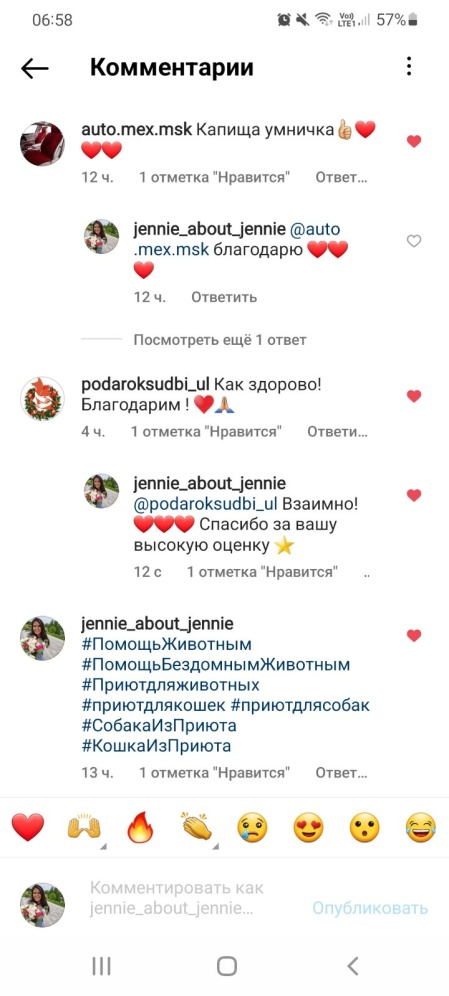 06:58 Vo)) LTE1 57%
Комментарии
auto.mex.msk Капища умничка👍🏼❤️
❤️❤️
12 ч. 1 отметка "Нравится" Ответ...
jennie_about_jennie @auto
.mex.msk благодарю ❤️❤️
❤️
12 ч. Ответить
Посмотреть ещё 1 ответ
podaroksudbi_ul Как здорово!
Благодарим ! ❤️🙏🏼
4 ч. 1 отметка "Нравится" Ответи...
jennie_about_jennie
@podaroksudbi_ul Взаимно!
❤️❤️❤️ Спасибо за вашу
высокую оценку ⭐
12 с 1 отметка "Нравится" ..
jennie_about_jennie
#ПомощьЖивотным
#ПомощьБездомнымЖивотным
#Приютдляживотных
#приютдлякошек #приютдлясобак
#СобакаИзПриюта
#КошкаИзПриюта
13 ч. 1 отметка "Нравится" Ответ...
❤️ 🙌 🔥 👏 😢 😍 😮 😂
Комментировать как
jennie_about_jennie... Опубликовать